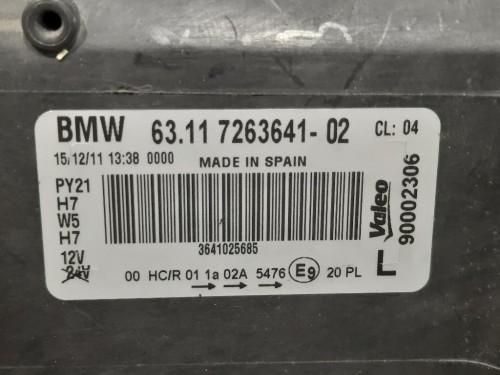 BMW 63.11 7263641-02 CL: 04
15/12/11 13:38 0000 MADE IN SPAIN
PY21
H7
W5
H7
12V
24V
3641025685
00 HC/R 01 1a 02A 5476 E9 20 PL
→ → →
Valeo
90002306
L